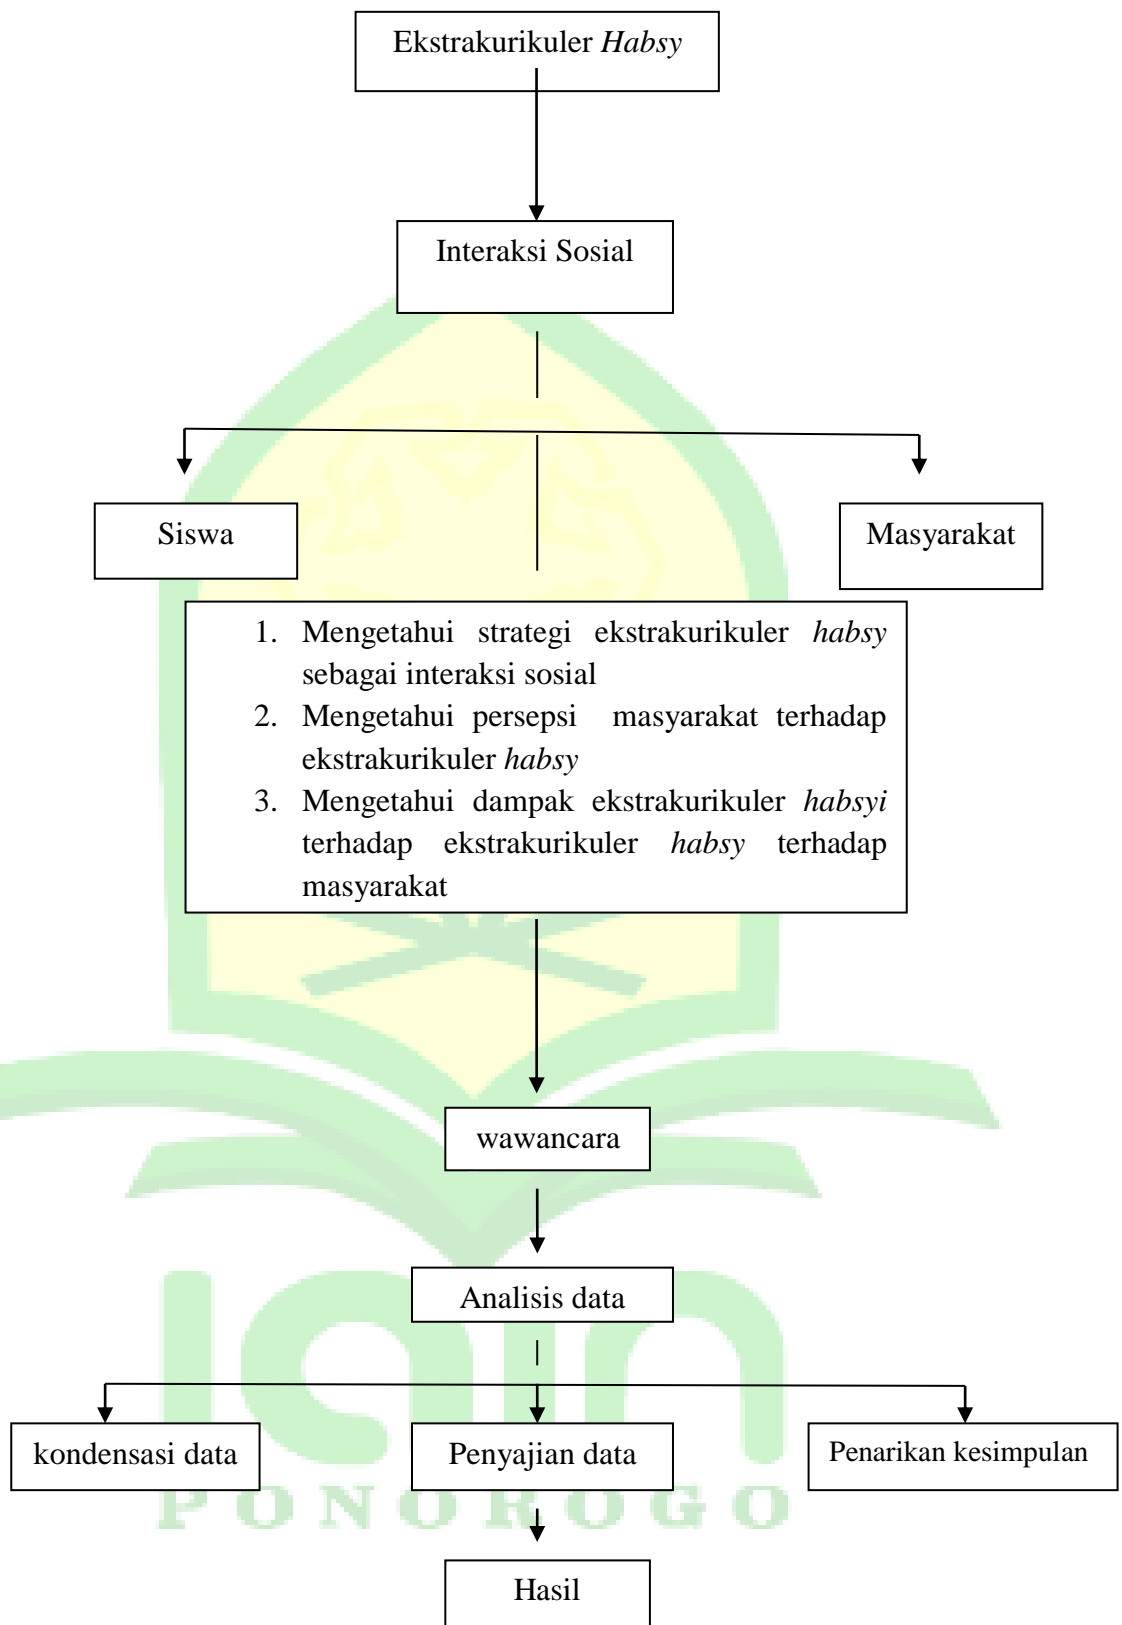 Ekstrakurikuler Habsy
Interaksi Sosial
Siswa
Masyarakat
1. Mengetahui strategi ekstrakurikuler habsy
sebagai interaksi sosial
2. Mengetahui persepsi masyarakat terhadap
ekstrakurikuler habsy
3. Mengetahui dampak ekstrakurikuler habsyi
terhadap ekstrakurikuler habsy terhadap
masyarakat
wawancara
Analisis data
iain
kondensasi data
Penyajian data
Penarikan kesimpulan
PONOROGO
Hasil